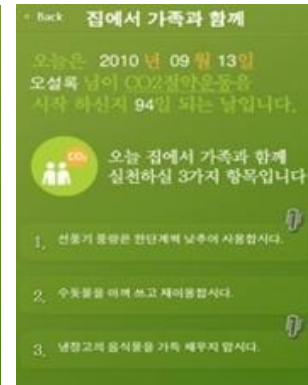 Back 집에서 가족과 함께
오늘은 2010 년 09 월 13일
오설록 님이 CO2절약운동을
시작 하신지 94일 되는 날입니다.
CO₂
오늘 집에서 가족과 함께
실천하실 3가지 항목입니다
1, 선풍기 풍량은 한단계씩 낮추어 사용합시다.
2, 수돗물을 아껴 쓰고 재이용합시다.
3, 냉장고의 음식물을 가득 채우지 맙시다.